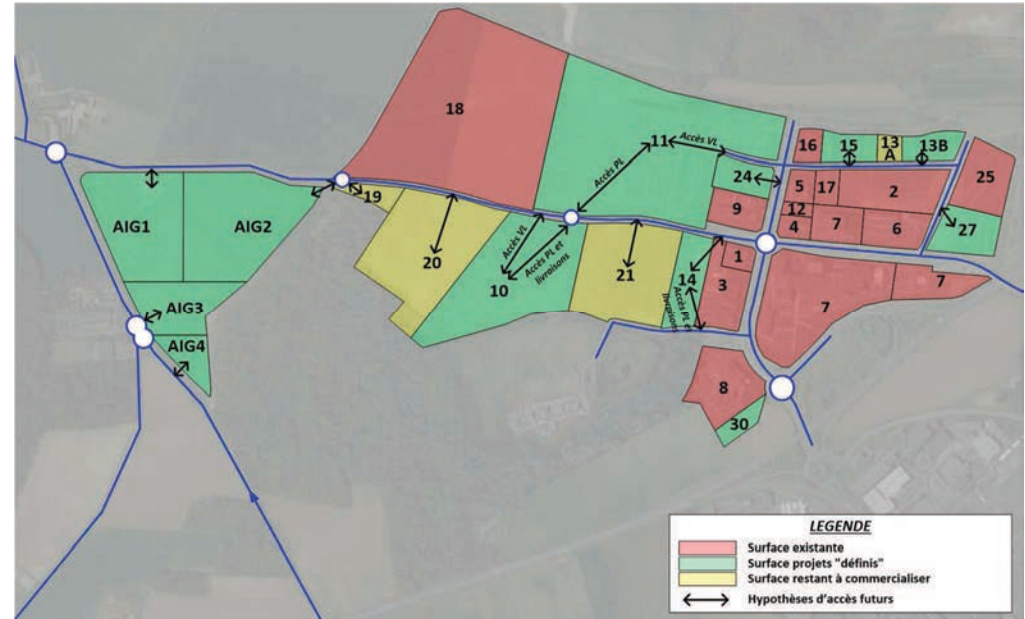 18
11
Accès VL
Accès PL
16
15
13
A
13B
25
24
5
17
2
19
9
12
4
7
6
27
AIG1
AIG2
20
Accès VL
Accès PL et
livraisons
10
21
14
Accès PL et
livraisons
1
3
7
7
AIG3
AIG4
8
30
LEGENDE
Surface existante
Surface projets "définis"
Surface restant à commercialiser
Hypothèses d'accès futurs